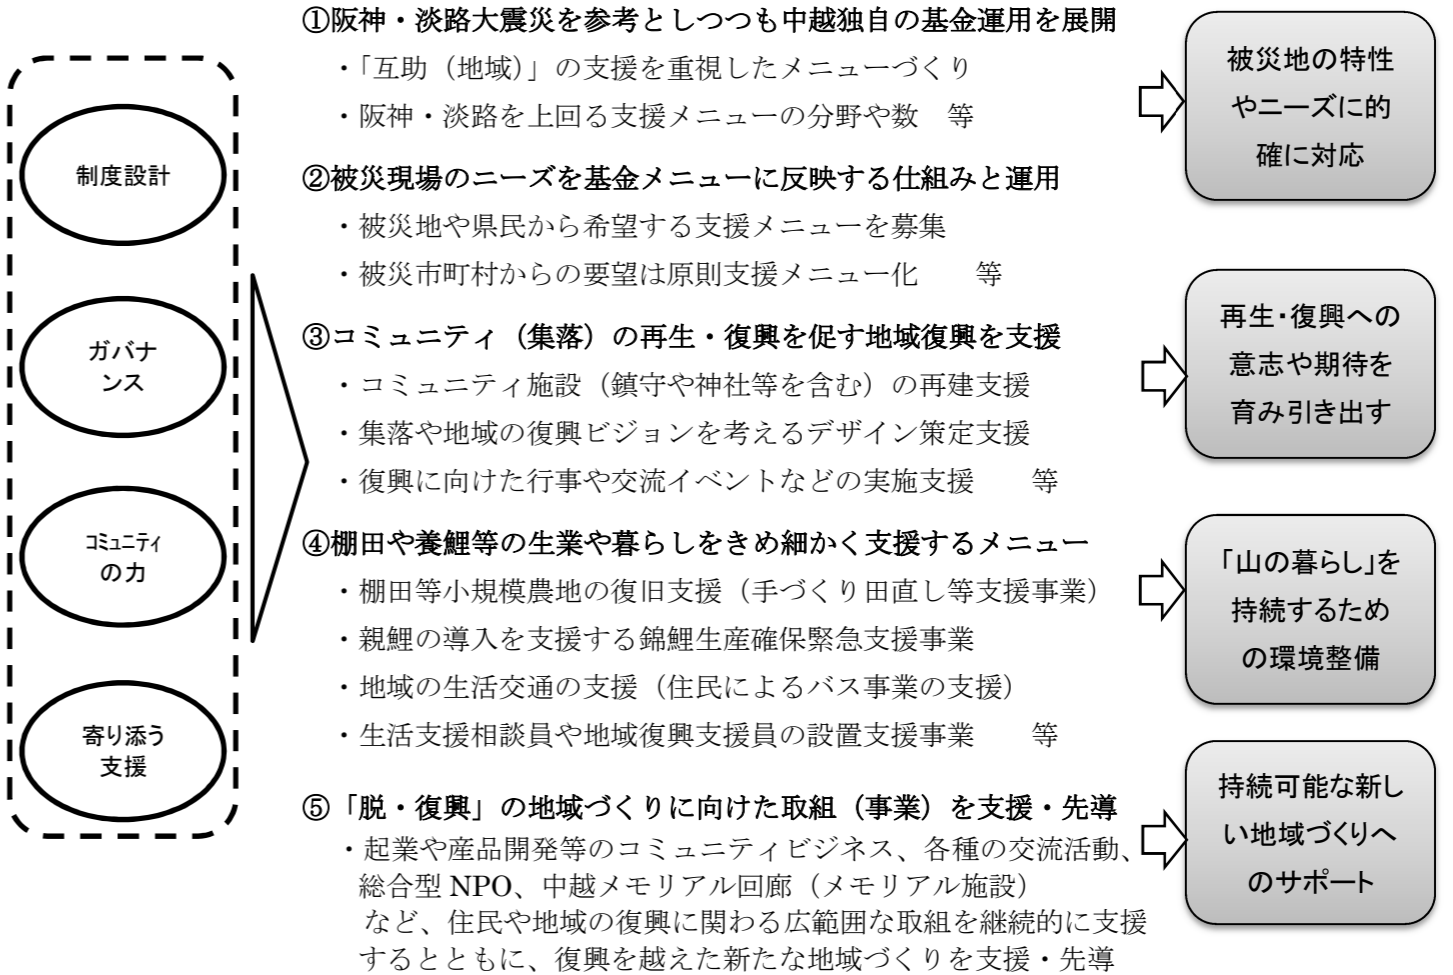 制度設計
ガバナ
ンス
コミュニティ
の力
寄り添う
支援
①阪神・淡路大震災を参考としつつも中越独自の基金運用を展開
・「互助（地域）」の支援を重視したメニューづくり
・阪神・淡路を上回る支援メニューの分野や数　等
②被災現場のニーズを基金メニューに反映する仕組みと運用
・被災地や県民から希望する支援メニューを募集
・被災市町村からの要望は原則支援メニュー化　　等
③コミュニティ（集落）の再生・復興を促す地域復興を支援
・コミュニティ施設（鎮守や神社等を含む）の再建支援
・集落や地域の復興ビジョンを考えるデザイン策定支援
・復興に向けた行事や交流イベントなどの実施支援　　等
④棚田や養鯉等の生業や暮らしをきめ細かく支援するメニュー
・棚田等小規模農地の復旧支援（手づくり田直し等支援事業）
・親鯉の導入を支援する錦鯉生産確保緊急支援事業
・地域の生活交通の支援（住民によるバス事業の支援）
・生活支援相談員や地域復興支援員の設置支援事業　　等
⑤「脱・復興」の地域づくりに向けた取組（事業）を支援・先導
・起業や産品開発等のコミュニティビジネス、各種の交流活動、
総合型 NPO、中越メモリアル回廊（メモリアル施設）
など、住民や地域の復興に関わる広範囲な取組を継続的に支援
するとともに、復興を越えた新たな地域づくりを支援・先導
被災地の特性
やニーズに的
確に対応
再生・復興への
意志や期待を
育み引き出す
「山の暮らし」を
持続するため
の環境整備
持続可能な新し
い地域づくりへ
のサポート